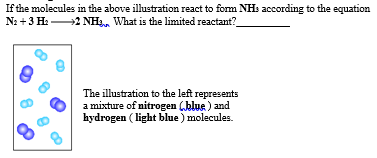 If the molecules in the above illustration react to form NH3 according to the equation
N2 + 3 H2 ⟶2 NH3, What is the limited reactant?__________
The illustration to the left represents
a mixture of nitrogen ( blue ) and
hydrogen ( light blue ) molecules.